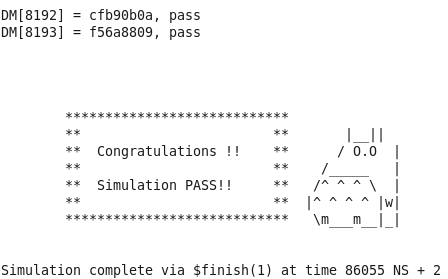 DM[8192] = cfb90b0a, pass
DM[8193] = f56a8809, pass
****************************
**                        **       |__||
**  Congratulations !!    **      / O.O  |
**                        **    /_____   |
**  Simulation PASS!!     **   /^ ^ ^ \  |
**                        **  |^ ^ ^ ^ |w|
****************************   \m___m__|_|
Simulation complete via $finish(1) at time 86055 NS + 2